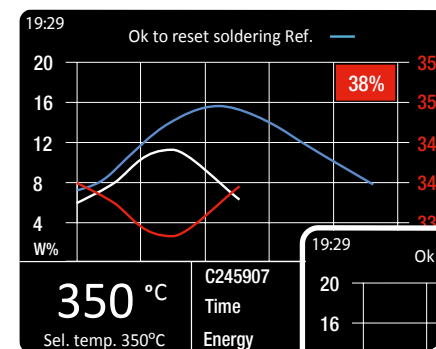 19:29
Ok to reset soldering Ref.
20
38%
16
12
8
4
W%
350 °C
Sel. temp. 350°C
C245907
Time
Energy
19:29
Ok
20
16